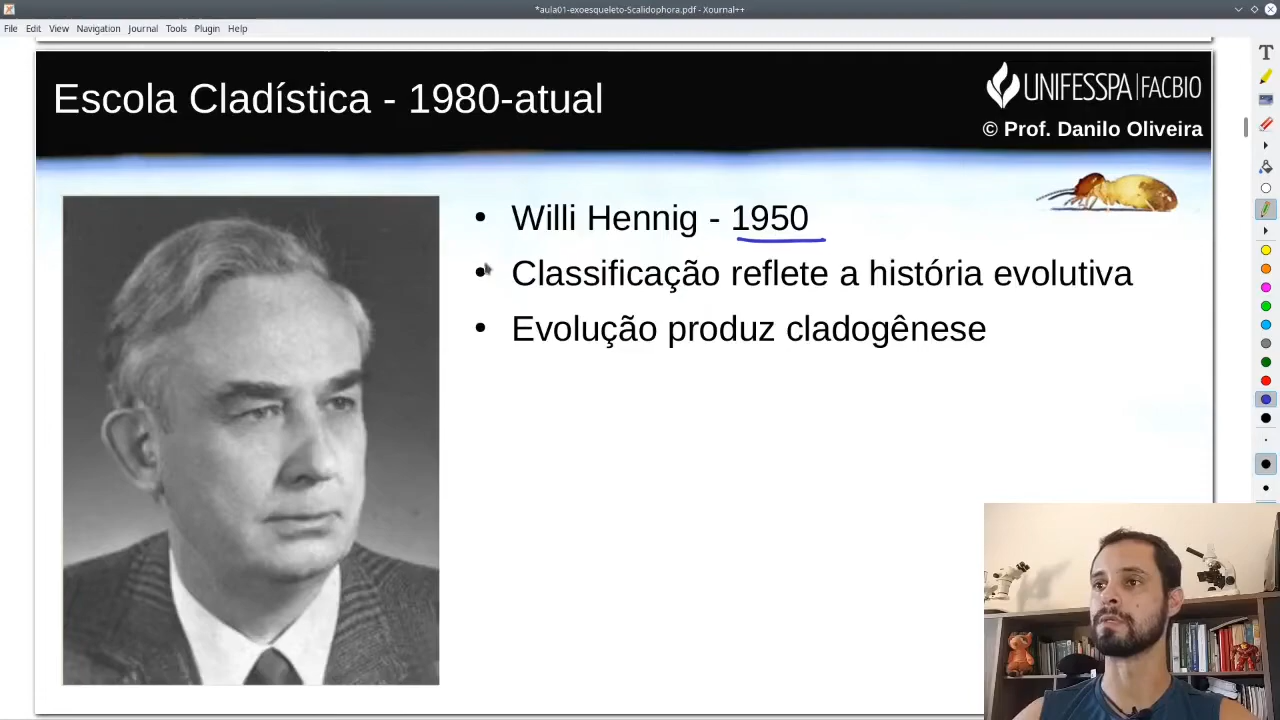 *aula01-exoesqueleto-Scalidophora.pdf - Xournal++
File Edit View Navigation Journal Tools Plugin Help
Escola Cladística - 1980-atual
UNIFESSPA|FACBIO
© Prof. Danilo Oliveira
• Willi Hennig - 1950
• Classificação reflete a história evolutiva
• Evolução produz cladogênese
T